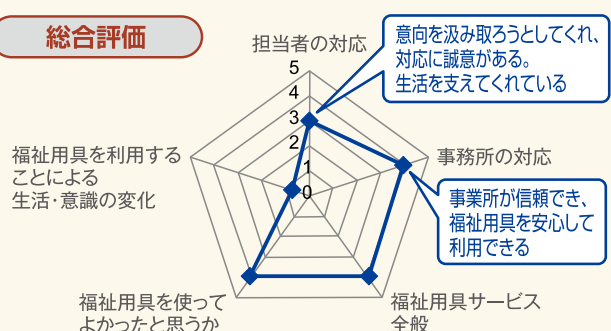 総合評価
担当者の対応
意向を汲み取ろうとしてくれ、
対応に誠意がある。
生活を支えてくれている
5
4
3
2
1
0
事務所の対応
事業所が信頼でき、
福祉用具を安心して
利用できる
福祉用具サービス
全般
福祉用具を使って
よかったと思うか
福祉用具を利用する
ことによる
生活・意識の変化